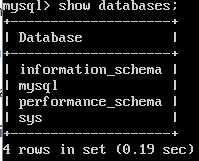 mysql> show databases;
+--------------------+
| Database           |
+--------------------+
| information_schema |
| mysql              |
| performance_schema |
| sys                |
+--------------------+
4 rows in set (0.19 sec)